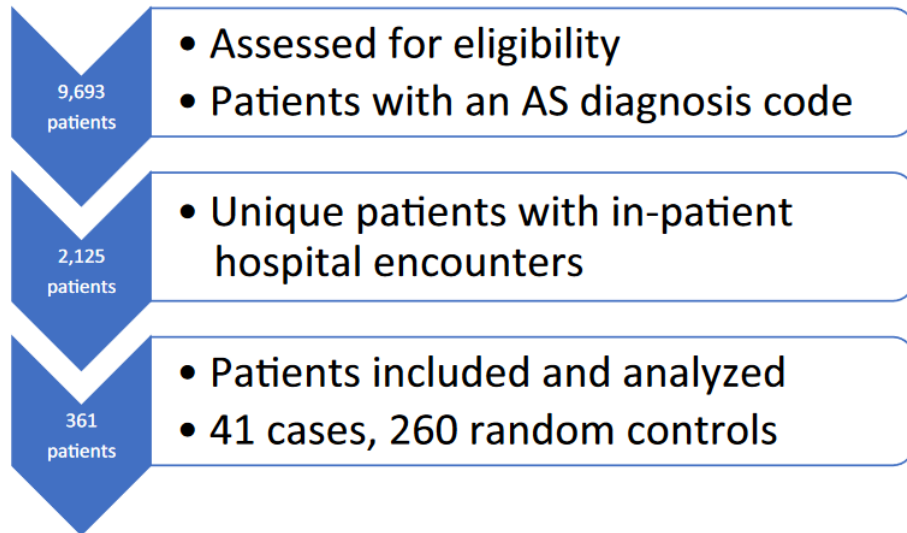 9,693
patients
• Assessed for eligibility
• Patients with an AS diagnosis code
2,125
patients
• Unique patients with in-patient
hospital encounters
361
patients
• Patients included and analyzed
• 41 cases, 260 random controls